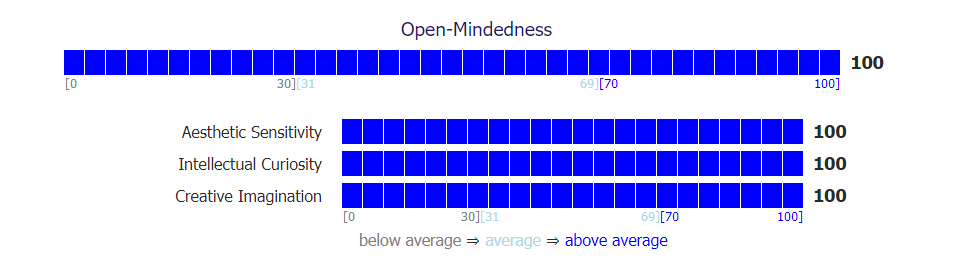 Open-Mindedness
100
[0 30][31 69][70 100]
Aesthetic Sensitivity 100
Intellectual Curiosity 100
Creative Imagination 100
[0 30][31 69][70 100]
below average ⇒ average ⇒ above average